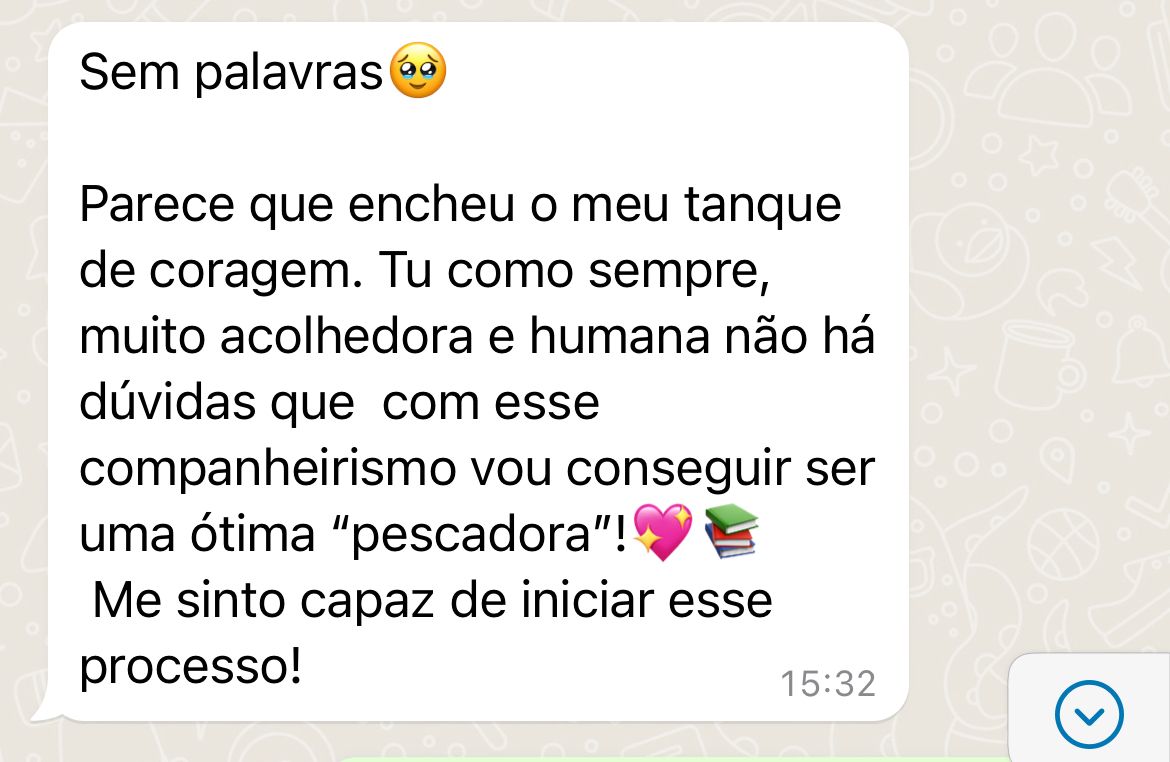 Sem palavras🥹
Parece que encheu o meu tanque
de coragem. Tu como sempre,
muito acolhedora e humana não há
dúvidas que  com esse
companheirismo vou conseguir ser
uma ótima “pescadora”!💖📚
Me sinto capaz de iniciar esse
processo!
15:32